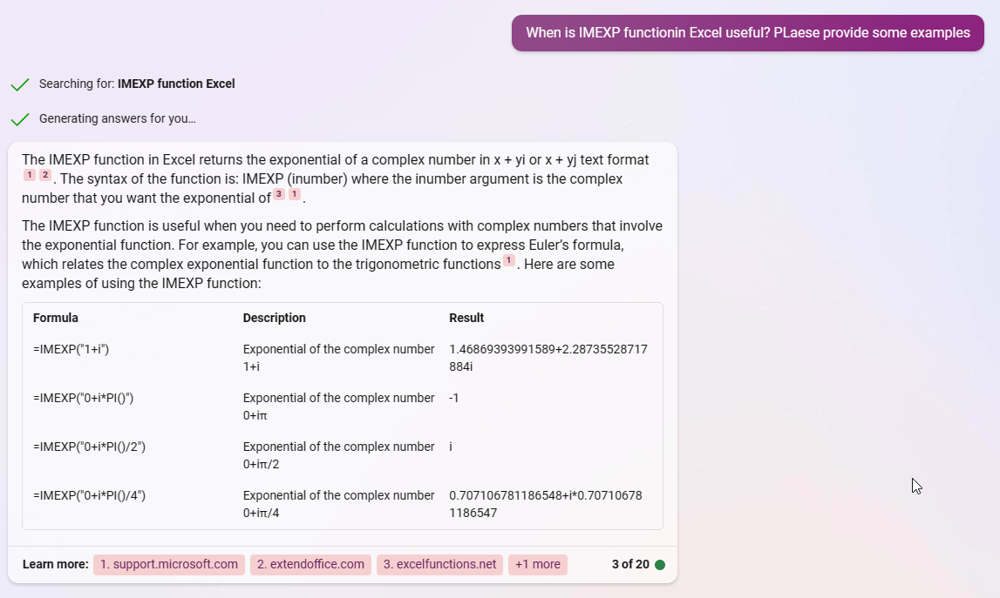 When is IMEXP functionin Excel useful? PLaese provide some examples
Searching for: IMEXP function Excel
Generating answers for you…
The IMEXP function in Excel returns the exponential of a complex number in x + yi or x + yj text format
1 2 . The syntax of the function is: IMEXP (inumber) where the inumber argument is the complex
number that you want the exponential of 3 1 .
The IMEXP function is useful when you need to perform calculations with complex numbers that involve
the exponential function. For example, you can use the IMEXP function to express Euler's formula,
which relates the complex exponential function to the trigonometric functions 1 . Here are some
examples of using the IMEXP function:
Formula Description Result
=IMEXP("1+i") Exponential of the complex number 1.46869393991589+2.28735528717
1+i 884i
=IMEXP("0+i*PI()") Exponential of the complex number -1
0+iπ
=IMEXP("0+i*PI()/2") Exponential of the complex number i
0+iπ/2
=IMEXP("0+i*PI()/4") Exponential of the complex number 0.707106781186548+i*0.70710678
0+iπ/4 1186547
Learn more: 1. support.microsoft.com 2. extendoffice.com 3. excelfunctions.net +1 more 3 of 20